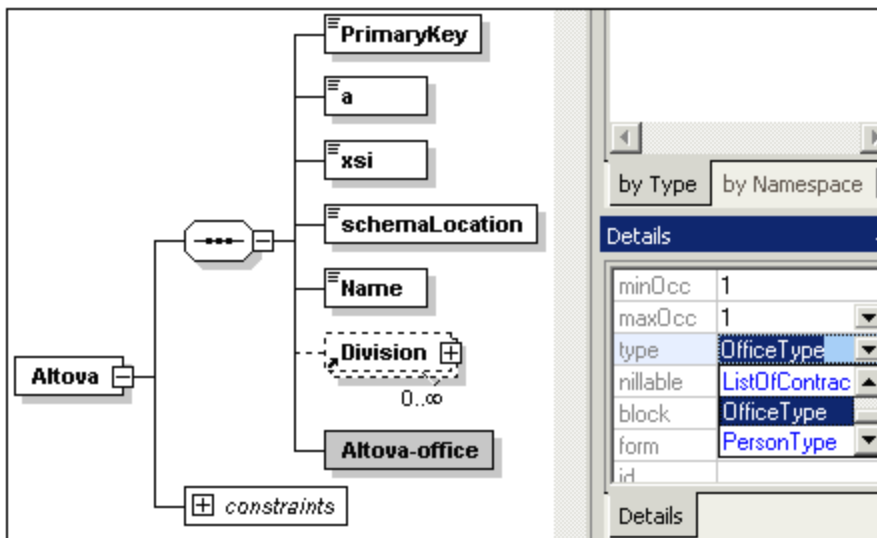 PrimaryKey
a
xsi
schemaLocation
Name
Division
0..∞
Altova
Altova-office
constraints
by Type
by Namespace
Details
minOcc 1
maxOcc 1
type OfficeType
nillable ListOfContrac
block OfficeType
form PersonType
id
Details